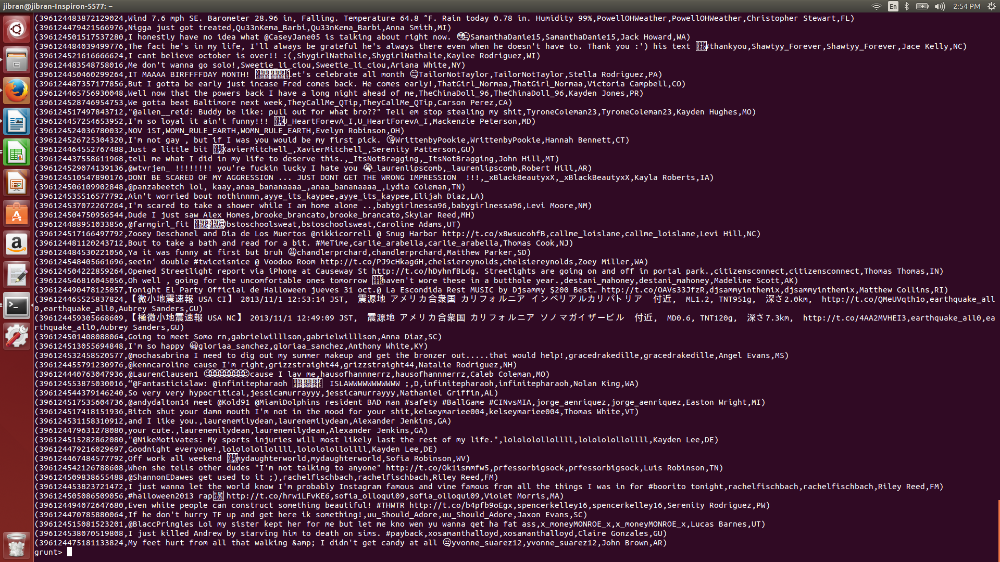 jibran@jibran-Inspiron-5577: ~
En
2:54 PM
(396124483872129024,Wind 7.6 mph SE. Barometer 28.96 in, Falling. Temperature 64.8 °F. Rain today 0.78 in. Humidity 99%,PowellOHWeather,PowellOHWeather,Christopher Stewart,FL)
(396124479421566976,Nigga just got treated,Qu33nKema_Barbi,Qu33nKema_Barbi,Anna Smith,MI)
(396124501517537280,I honestly have no idea what @CaseyJane05 is talking about right now. SamanthaDanie15,SamanthaDanie15,Jack Howard,WA)
(396124484039499776,The fact he's in my life, I'll always be grateful he's always there even when he doesn't have to. Thank you :') his text #thankyou,Shawtyy_Forever,Shawtyy_Forever,Jace Kelly,NC)
(396124521616666624,I cant believe october is over!! :(,ShygirlNathalie,ShygirlNathalie,Kaylee Rodriguez,WI)
(396124483548758016,Me don't wanna go solo!,Sweetie_li_ciou,Sweetie_li_ciou,Ariana White,NY)
(396124450460299264,IT MAAAA BIRFFFFDAY MONTH! let's celebrate all month 😊TailorNotTaylor,TailorNotTaylor,Stella Rodriguez,PA)
(396124487357177856,But I gotta be early just incase Fred comes back. He comes early!,ThatGirl_Normaa,ThatGirl_Normaa,Victoria Campbell,CO)
(396124465756930048,Well now that the powers back I have a long night ahead of me,TheChinaDoll_96,TheChinaDoll_96,Kayden Jones,PR)
(396124528746954753,We gotta beat Baltimore next week,TheyCallMe_QTip,TheyCallMe_QTip,Carson Perez,CA)
(396124517497843712,"@allen__reid: Buddy be like: pull out for what bro??" Tell em stop stealing my shit,TyroneColeman23,TyroneColeman23,Kayden Hughes,MO)
(396124457254653952,I'm so loyal it ain't funny!!! U_HeartForevA_I,U_HeartForevA_I,Mackenzie Peterson,MD)
(396124524036780032,NOV 1ST,WOMN_RULE_EARTH,WOMN_RULE_EARTH,Evelyn Robinson,OH)
(396124526725304320,I'm not gay , but if I was you would be my first pick. 😘WrittenbyPookie,WrittenbyPookie,Hannah Bennett,CT)
(396124464552767488,Just a little bit XavierMitchell_,XavierMitchell_,Serenity Patterson,GU)
(396124437558611968,tell me what I did in my life to deserve this.,_ItsNotBragging,_ItsNotBragging,John Hill,MT)
(396124529074139136,@wtvrjen_ !!!!!!!! you're fuckin lucky I hate you 😭_laurenlipscomb,_laurenlipscomb,Robert Hill,AR)
(396124510547890176,DONT BE SCARED OF MY AGGRESSION ... JUST DONT GET THE WRONG IMPRESSION  !!!,_xBlackBeautyxX,_xBlackBeautyxX,Kayla Roberts,IA)
(396124506109902848,@panzabeetch lol, kaay,anaa_bananaaaa_,anaa_bananaaaa_,Lydia Coleman,TN)
(396124535516577792,Ain't worried bout nothinnnn,ayye_its_kaypee,ayye_its_kaypee,Elijah Diaz,LA)
(396124537072267264,I'm scared to take a shower while I am home alone ..,babygirlnessa96,babygirlnessa96,Levi Moore,NM)
(396124504750956544,Dude I just saw Alex Homes,brooke_brancato,brooke_brancato,Skylar Reed,MH)
(396124488951033856,@farmgirl_fit bstoschoolsweat,bstoschoolsweat,Caroline Adams,UT)
(396124517166497792,Zooey Deschanel and Dia de Los Muertos @nikkicorrell @ Snug Harbor http://t.co/x8wsucohfB,callme_loislane,callme_loislane,Levi Hill,NC)
(396124481120243712,Bout to take a bath and read for a bit. #MeTime,carlie_arabella,carlie_arabella,Thomas Cook,NJ)
(396124484530221056,Ya it was funny at first but bruh 😩chandlerprchard,chandlerprchard,Matthew Parker,SD)
(396124548405661696,seein' double #twiceisnice @ Voodoo Room http://t.co/PJ9cHkag6H,chelsiereynolds,chelsiereynolds,Zoey Miller,WA)
(396124504222859264,Opened Streetlight report via iPhone at Causeway St http://t.co/hDyhnfBLdg. Streetlghts are going on and off in portal park.,citizensconnect,citizensconnect,Thomas Thomas,IN)
(396124546816045056,Oh well , going for the uncomfortable ones tomorrow haven't wore these in a butthole year.,destani_mahoney,destani_mahoney,Madeline Scott,AK)
(396124490478125057,Tonight El Party Official de Halloween jueves 31 oct.@ La Escondida Rest MUSIC by Djsammy $200 Best… http://t.co/OAVs33JfzR,djsammyinthemix,djsammyinthemix,Matthew Collins,RI)
(396124465525837824,【微小地震速報 USA CI】 2013/11/1 12:53:14 JST,  震源地 アメリカ合衆国 カリフォルニア インペリアルカリパトリア  付近,  ML1.2, TNT951g,  深さ2.0km,  http://t.co/QMeUVqth1o,earthquake_all
0,earthquake_all0,Aubrey Sanders,GU)
(396124459305668609,【極微小地震速報 USA NC】 2013/11/1 12:49:09 JST,  震源地 アメリカ合衆国 カリフォルニア ソノマガイザービル  付近,  MD0.6, TNT120g,  深さ7.3km,  http://t.co/4AA2MVHEI3,earthquake_all0,ea
rthquake_all0,Aubrey Sanders,GU)
(396124501408088064,Going to meet Somo rn,gabrielwilllson,gabrielwilllson,Anna Diaz,SC)
(396124513055694848,I'm so happy 😀gloriaa_sanchez,gloriaa_sanchez,Anthony White,KY)
(396124532458520577,@mochasabrina I need to dig out my summer makeup and get the bronzer out.....that would help!,gracedrakedille,gracedrakedille,Angel Evans,MS)
(396124455791230976,@kenncaroline cause I'm right,grizzstraight44,grizzstraight44,Natalie Rodriguez,NH)
(396124440763047936,@LaurenClausen1 cause I lav me,hausofhannnerrz,hausofhannnerrz,Caleb Coleman,MO)
(396124553875030016,“@Fantasticislaw: @infinitepharaoh ISLAWWWWWWWWWWW ;,D,infinitepharaoh,infinitepharaoh,Nolan King,WA)
(396124544379146240,So very very hypocritical,jessicamurrayyy,jessicamurrayyy,Nathaniel Griffin,AL)
(396124517535604736,@andydalton14 meet @Kold91 @MiamiDolphins resident BAD man #safety #BallGame #CINvsMIA,jorge_aenriquez,jorge_aenriquez,Easton Wright,MI)
(396124517418151936,Bitch shut your damn mouth I'm not in the mood for your shit,kelseymariee004,kelseymariee004,Thomas White,VT)
(396124531158310912,and I like you.,laurenemilydean,laurenemilydean,Alexander Jenkins,GA)
(396124479631278080,your cute.,laurenemilydean,laurenemilydean,Alexander Jenkins,GA)
(396124515282862080,"@NikeMotivates: My sports injuries will most likely last the rest of my life.",lolololollollll,lolololollollll,Kayden Lee,DE)
(396124479216029697,Goodnight everyone!,lolololollollll,lolololollollll,Kayden Lee,DE)
(396124467484577792,Off work all weekend mydaughterworld,mydaughterworld,Sofia Robinson,WV)
(396124542126788608,When she tells other dudes "I'm not talking to anyone" http://t.co/Ok1ismmfw5,prfessorbigsock,prfessorbigsock,Luis Robinson,TN)
(396124509838655488,@ShannonEDawes get used to it ;),rachelfischbach,rachelfischbach,Riley Reed,FM)
(396124453823721472,I just wanna let the world know I'm probably Instagram famous and vine famous from all the things I was in for #boorito tonight,rachelfischbach,rachelfischbach,Riley Reed,FM)
(396124505086509056,#halloween2013 rap http://t.co/hrw1LFvKE6,sofia_olloqui09,sofia_olloqui09,Violet Morris,MA)
(396124494072647680,Even white people can construct something beautiful! #THWTR http://t.co/b4pfb9oEgx,spencerkelley16,spencerkelley16,Serenity Rodriguez,PW)
(396124470785880064,If he don't hurry TF up and get here ik something!,uu_Should_Adore,uu_Should_Adore,Jaxon Evans,SC)
(396124515081523201,@BlaccPringles Lol my sister kept her for me but let me kno wen yu wanna qet ha fat ass,x_moneyMONROE_x,x_moneyMONROE_x,Lucas Barnes,UT)
(396124538070519808,I just killed Andrew by starving him to death on sims. #payback,xosamanthalloyd,xosamanthalloyd,Claire Gonzales,GU)
(396124475181133824,My feet hurt from all that walking &amp; I didn't get candy at all 😒yvonne_suarez12,yvonne_suarez12,John Brown,AR)
grunt>